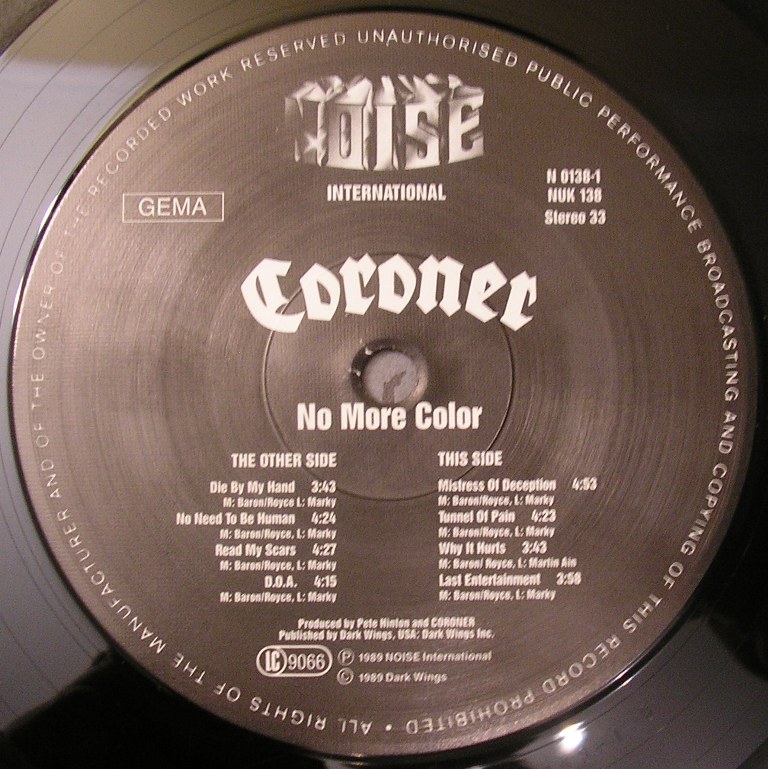 ALL RIGHTS OF THE MANUFACTURER AND OF THE OWNER OF THE RECORDED WORK RESERVED UNAUTHORISED PUBLIC PERFORMANCE BROADCASTING AND COPYING OF THIS RECORD PROHIBITED •
NOISE
INTERNATIONAL
GEMA
N 0138-1
NUK 138
Stereo 33
Coroner
No More Color
THE OTHER SIDE
Die By My Hand 3:43
M: Baron/Royce L: Marky
No Need To Be Human 4:24
M: Baron/Royce, L: Marky
Read My Scars 4:27
M: Baron/Royce, L: Marky
D.O.A. 4:15
M: Baron/Royce, L: Marky
THIS SIDE
Mistress Of Deception 4:53
M: Baron/Royce, L: Marky
Tunnel Of Pain 4:23
M: Baron/Royce, L: Marky
Why It Hurts 3:43
M: Baron/ Royce, L: Martin Ain
Last Entertainment 3:58
M: Baron/Royce, L: Marky
Produced by Pete Hinton and CORONER
Published by Dark Wings, USA: Dark Wings Inc.
LC 9066
Ⓟ 1989 NOISE International
© 1989 Dark Wings